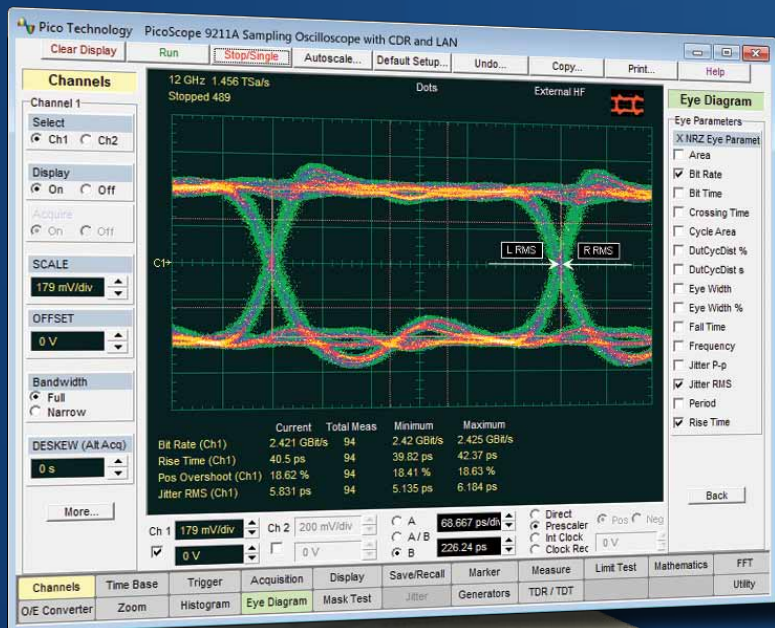 Pico Technology PicoScope 9211A Sampling Oscilloscope with CDR and LAN
Clear Display Run Stop/Single Autoscale... Default Setup... Undo... Copy... Print... Help
Channels
Channel 1
Select
Ch1 Ch2
Display
On Off
Acquire
On Off
SCALE
179 mV/div
OFFSET
0 V
Bandwidth
Full
Narrow
DESKEW (Alt Acq)
0 s
More...
12 GHz 1.456 TSa/s
Stopped 489
Dots
External HF
C1
L RMS
R RMS
Current Total Meas Minimum Maximum
Bit Rate (Ch1) 2.421 GBit/s 94 2.42 GBit/s 2.425 GBit/s
Rise Time (Ch1) 40.5 ps 94 39.82 ps 42.37 ps
Pos Overshoot (Ch1) 18.62 % 94 18.41 % 18.63 %
Jitter RMS (Ch1) 5.831 ps 94 5.135 ps 6.184 ps
Eye Diagram
Eye Parameters
X NRZ Eye Paramet
Area
Bit Rate
Bit Time
Crossing Time
Cycle Area
DutCycDist %
DutCycDist s
Eye Width
Eye Width %
Fall Time
Frequency
Jitter P-p
Jitter RMS
Period
Rise Time
Back
Ch 1 179 mV/div
0 V
Ch 2 200 mV/div
0 V
A
A / B
B
68.667 ps/div
226.24 ps
Direct
Prescaler
Int Clock
Clock Rec
Pos Neg
0 V
Channels Time Base Trigger Acquisition Display Save/Recall Marker Measure Limit Test Mathematics FFT
O/E Converter Zoom Histogram Eye Diagram Mask Test Jitter Generators TDR / TDT Utility